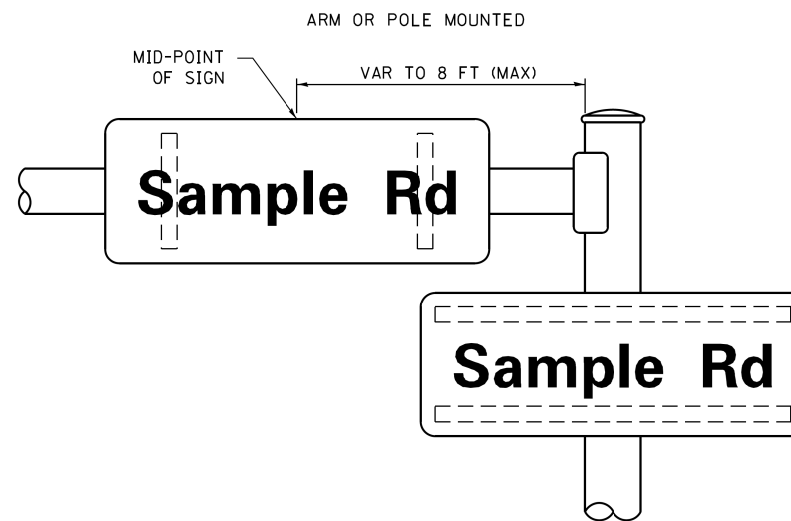 ARM OR POLE MOUNTED
MID-POINT
OF SIGN
VAR TO 8 FT (MAX)
Sample Rd
Sample Rd